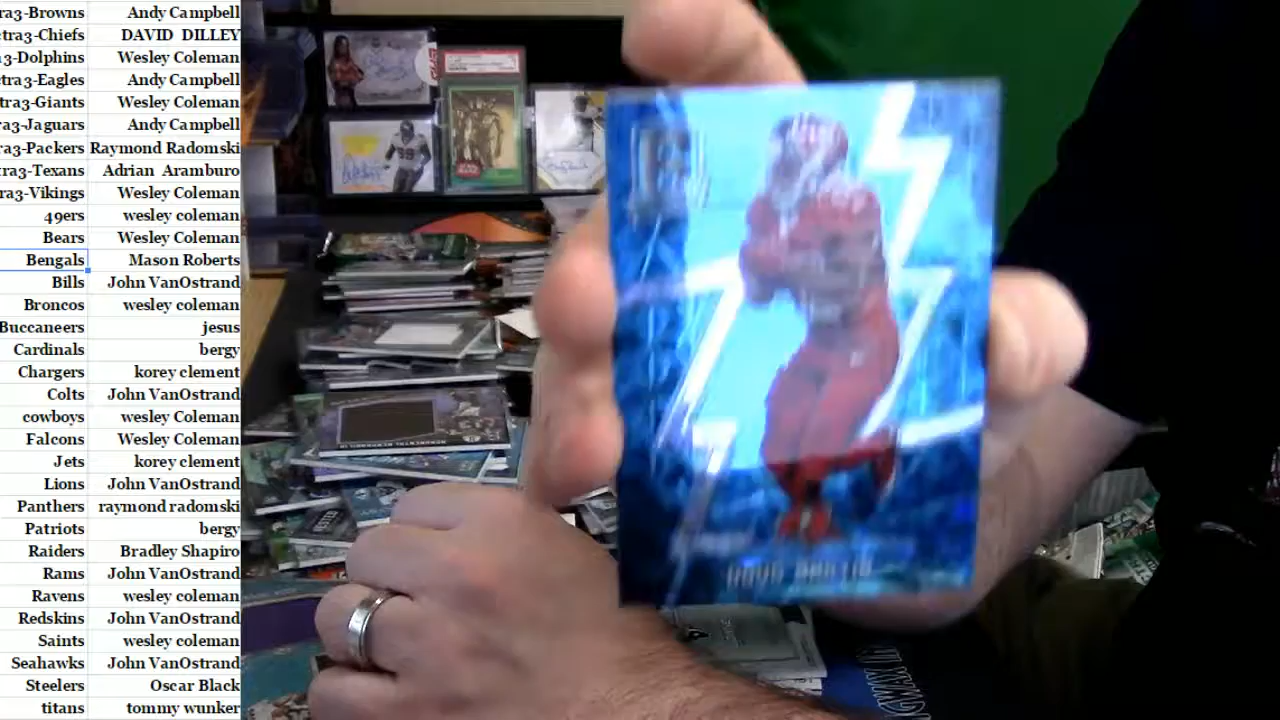 ra3-Browns Andy Campbell
ctra3-Chiefs DAVID DILLEY
a3-Dolphins Wesley Coleman
ctra3-Eagles Andy Campbell
tra3-Giants Wesley Coleman
ra3-Jaguars Andy Campbell
ra3-Packers Raymond Radomski
ra3-Texans Adrian Aramburo
ra3-Vikings Wesley Coleman
49ers wesley coleman
Bears Wesley Coleman
Bengals Mason Roberts
Bills John VanOstrand
Broncos wesley coleman
Buccaneers jesus
Cardinals bergy
Chargers korey clement
Colts John VanOstrand
cowboys wesley Coleman
Falcons Wesley Coleman
Jets korey clement
Lions John VanOstrand
Panthers raymond radomski
Patriots bergy
Raiders Bradley Shapiro
Rams John VanOstrand
Ravens wesley coleman
Redskins John VanOstrand
Saints wesley coleman
Seahawks John VanOstrand
Steelers Oscar Black
titans tommy wunker